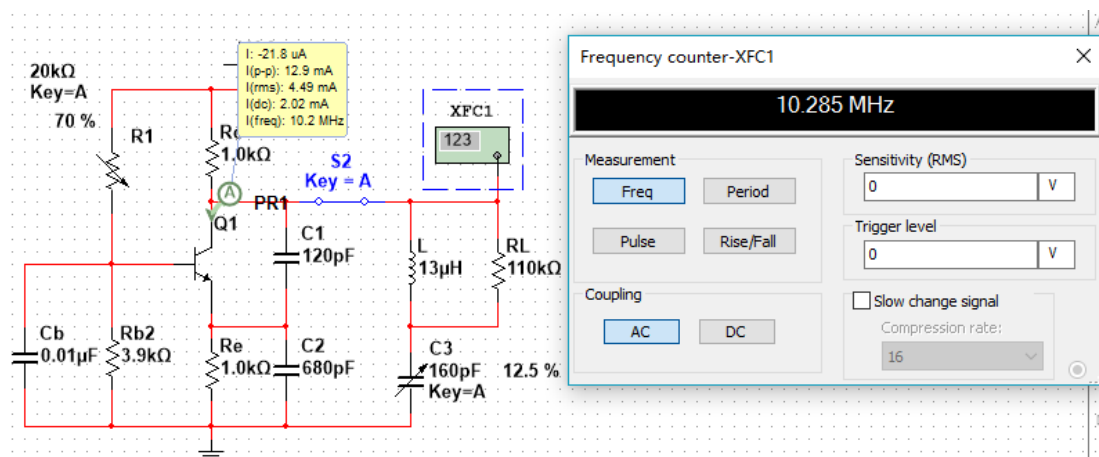 I: -21.8 uA
I(p-p): 12.9 mA
I(rms): 4.49 mA
I(dc): 2.02 mA
I(freq): 10.2 MHz
20kΩ
Key=A
70 %
R1
1.0kΩ
S2
Key = A
XFC1
123
A
PR1
Q1
C1
120pF
L
13µH
RL
110kΩ
Cb
0.01µF
Rb2
3.9kΩ
Re
1.0kΩ
C2
680pF
C3
160pF
12.5 %
Key=A
Frequency counter-XFC1
10.285 MHz
Measurement
Freq
Period
Pulse
Rise/Fall
Coupling
AC
DC
Sensitivity (RMS)
0
V
Trigger level
0
V
Slow change signal
Compression rate:
16